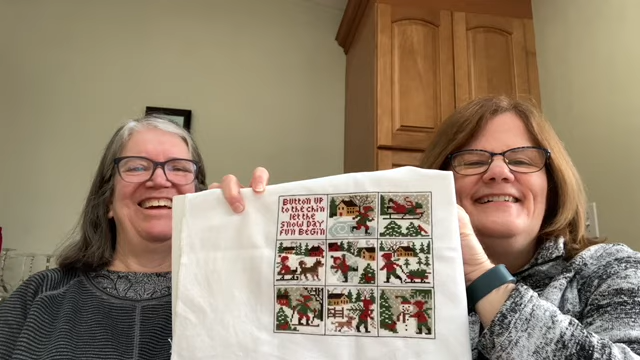 Button up
to the chin
let the
snow day
fun Begin